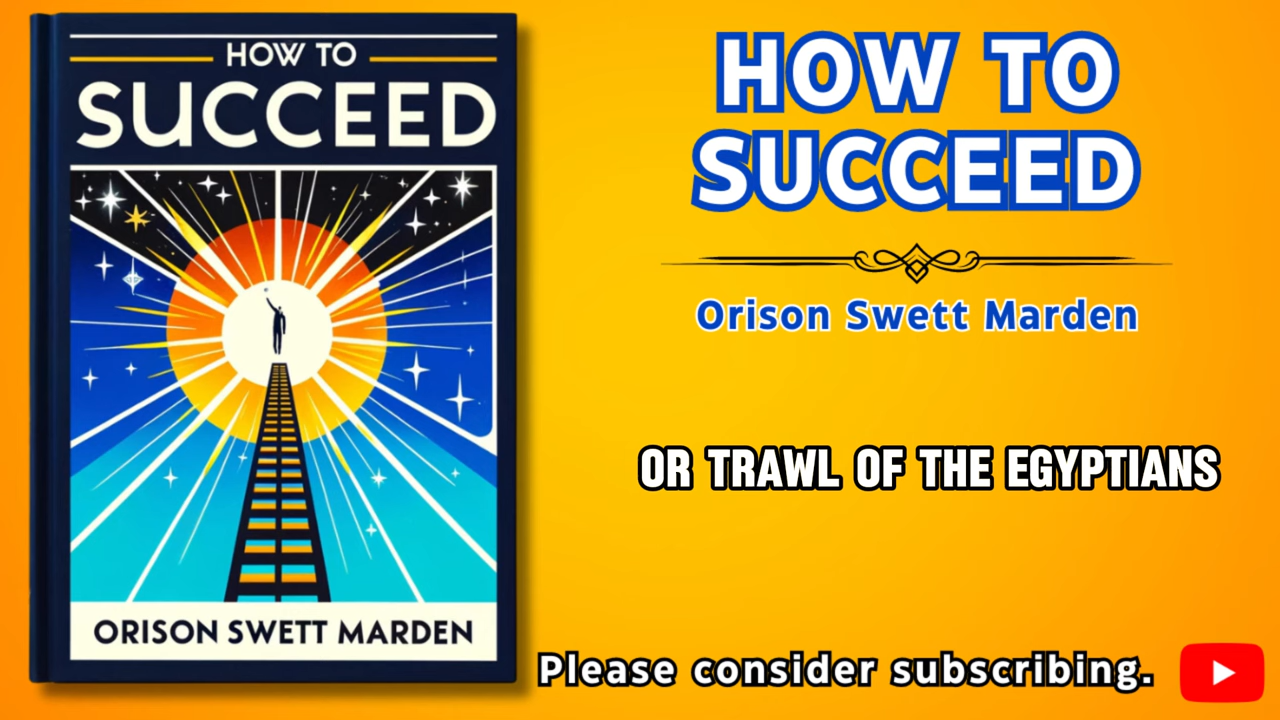 HOW TO
SUCCEED
ORISON SWETT MARDEN
HOW TO
SUCCEED
Orison Swett Marden
OR TRAWL OF THE EGYPTIANS
Please consider subscribing.